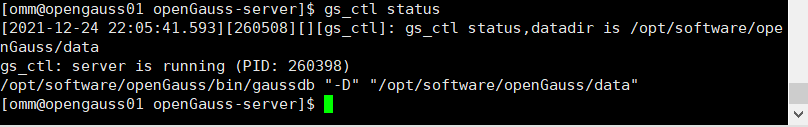 [omm@opengauss01 openGauss-server]$ gs_ctl status
[2021-12-24 22:05:41.593][260508][][gs_ctl]: gs_ctl status,datadir is /opt/software/ope
nGauss/data
gs_ctl: server is running (PID: 260398)
/opt/software/openGauss/bin/gaussdb "-D" "/opt/software/openGauss/data"
[omm@opengauss01 openGauss-server]$